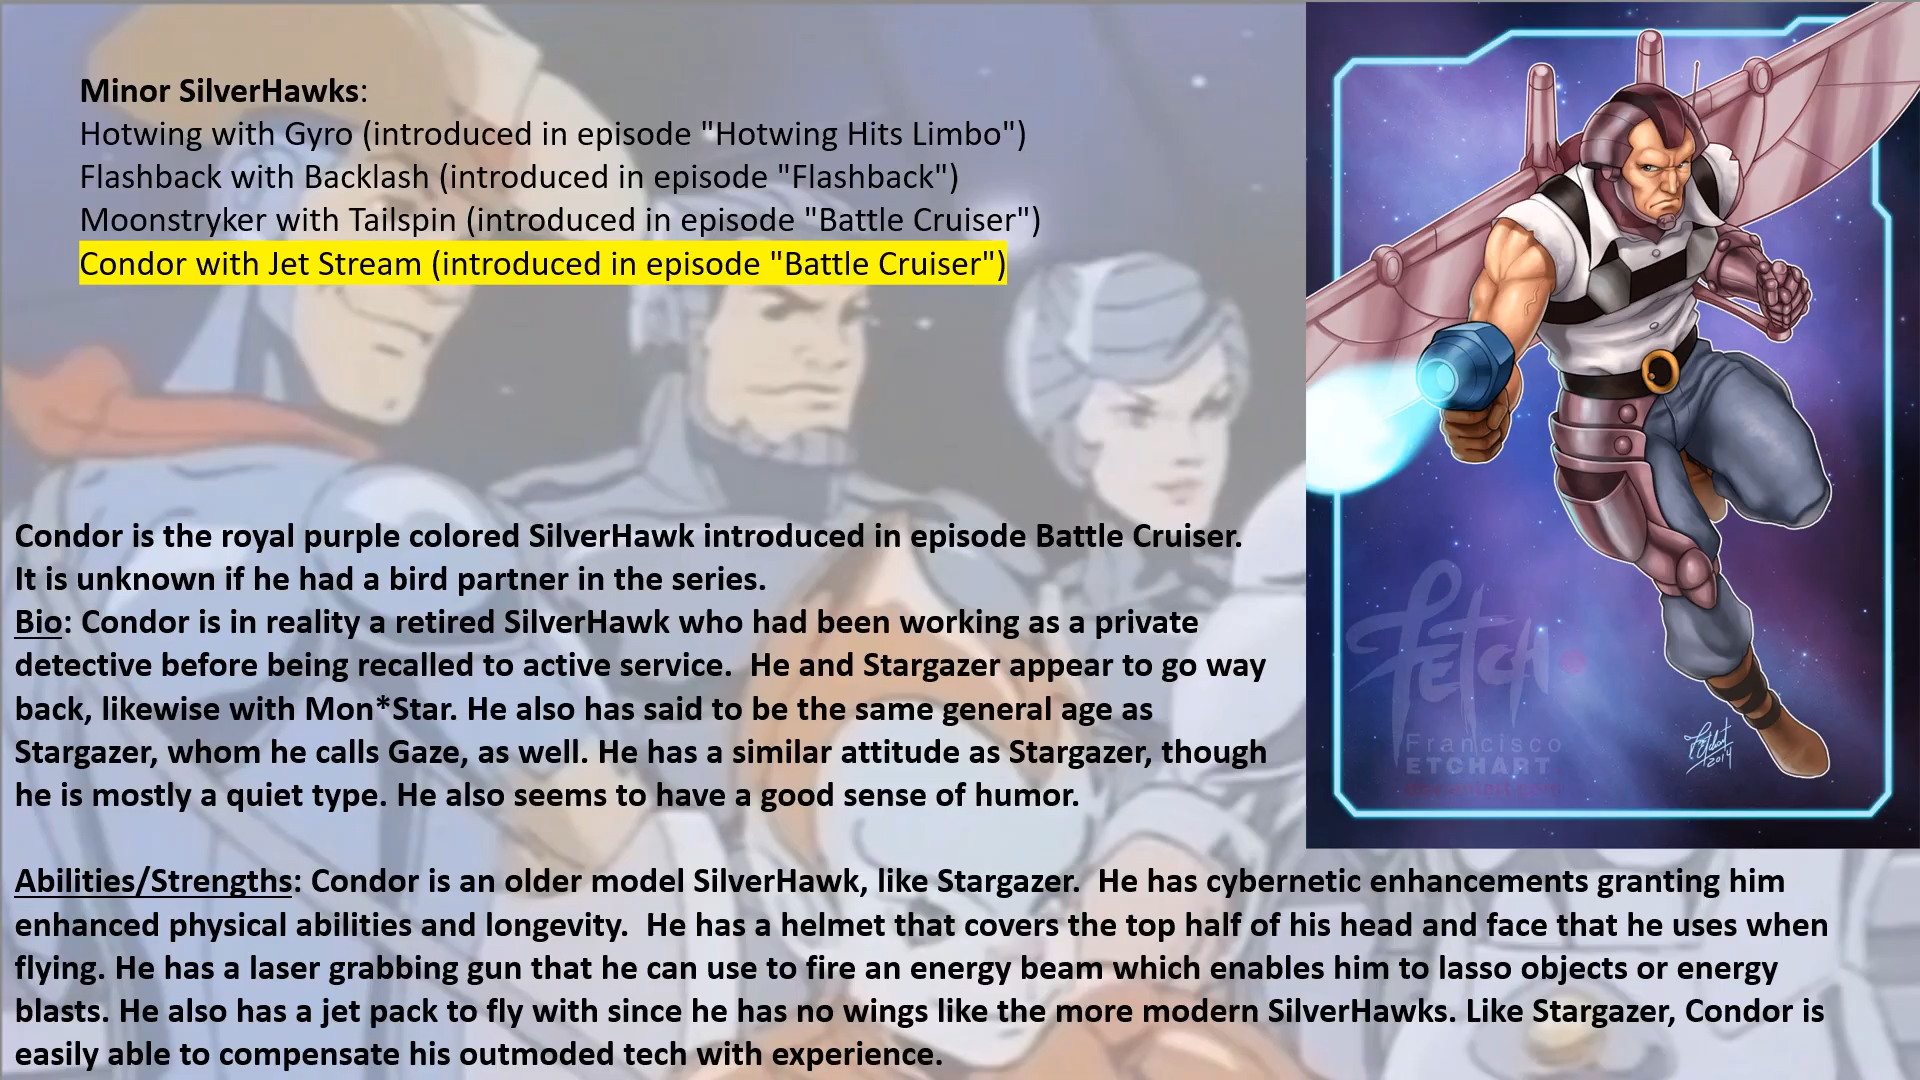 Minor SilverHawks:
Hotwing with Gyro (introduced in episode "Hotwing Hits Limbo")
Flashback with Backlash (introduced in episode "Flashback")
Moonstryker with Tailspin (introduced in episode "Battle Cruiser")
Condor with Jet Stream (introduced in episode "Battle Cruiser")
Condor is the royal purple colored SilverHawk introduced in episode Battle Cruiser.
It is unknown if he had a bird partner in the series.
Bio: Condor is in reality a retired SilverHawk who had been working as a private
detective before being recalled to active service.  He and Stargazer appear to go way
back, likewise with Mon*Star. He also has said to be the same general age as
Stargazer, whom he calls Gaze, as well. He has a similar attitude as Stargazer, though
he is mostly a quiet type. He also seems to have a good sense of humor.
Abilities/Strengths: Condor is an older model SilverHawk, like Stargazer.  He has cybernetic enhancements granting him
enhanced physical abilities and longevity.  He has a helmet that covers the top half of his head and face that he uses when
flying. He has a laser grabbing gun that he can use to fire an energy beam which enables him to lasso objects or energy
blasts. He also has a jet pack to fly with since he has no wings like the more modern SilverHawks. Like Stargazer, Condor is
easily able to compensate his outmoded tech with experience.
FETCH
Francisco
ETCHART
deviantart.com
2014